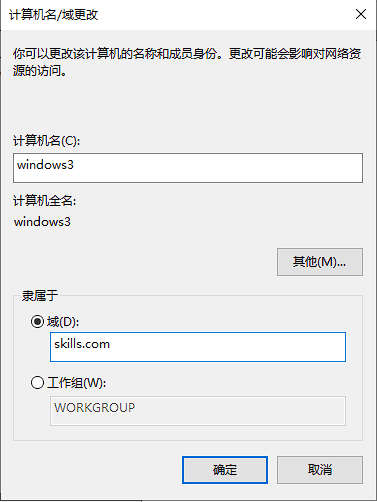 计算机名/域更改
你可以更改该计算机的名称和成员身份。更改可能会影响对网络资
源的访问。
计算机名(C):
windows3
计算机全名:
windows3
其他(M)...
隶属于
域(D):
skills.com
工作组(W):
WORKGROUP
确定
取消